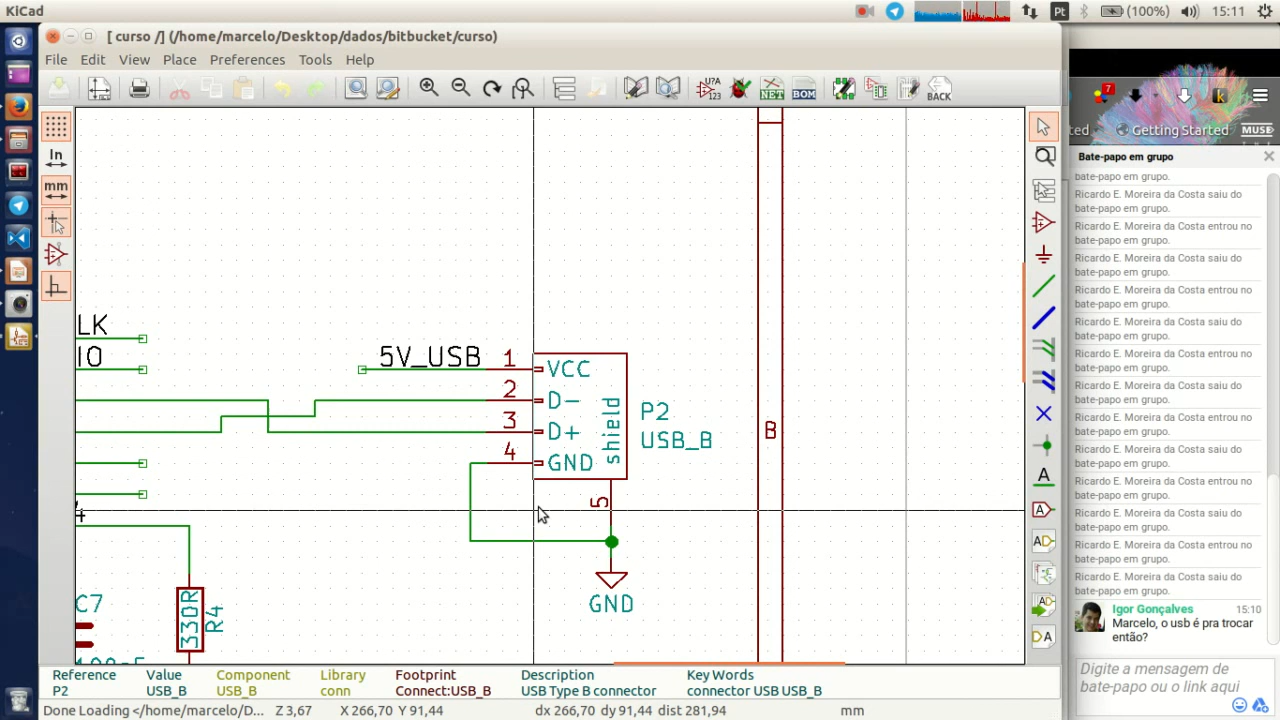 KiCad
Pt
(100%)
15:11
[ curso /] (/home/marcelo/Desktop/dados/bitbucket/curso)
File Edit View Place Preferences Tools Help
U?A
123
NET
BOM
BACK
In
mm
7
k
ted
Getting Started
MUSE
Bate-papo em grupo
bate-papo em grupo.
Ricardo E. Moreira da Costa saiu do
bate-papo em grupo.
Ricardo E. Moreira da Costa entrou no
bate-papo em grupo.
Ricardo E. Moreira da Costa saiu do
bate-papo em grupo.
Ricardo E. Moreira da Costa entrou no
bate-papo em grupo.
Ricardo E. Moreira da Costa saiu do
bate-papo em grupo.
Ricardo E. Moreira da Costa entrou no
bate-papo em grupo.
Ricardo E. Moreira da Costa saiu do
bate-papo em grupo.
Ricardo E. Moreira da Costa entrou no
bate-papo em grupo.
Ricardo E. Moreira da Costa saiu do
bate-papo em grupo.
Ricardo E. Moreira da Costa entrou no
bate-papo em grupo.
Ricardo E. Moreira da Costa saiu do
bate-papo em grupo.
Ricardo E. Moreira da Costa entrou no
bate-papo em grupo.
Ricardo E. Moreira da Costa saiu do
bate-papo em grupo.
Igor Gonçalves 15:10
Marcelo, o usb é pra trocar
então?
Digite a mensagem de
bate-papo ou o link aqui
LK
IO
5V_USB
1
VCC
2
D-
3
D+
4
GND
shield
5
P2
USB_B
B
GND
C7
330R
R4
Reference Value Component Library Footprint Description Key Words
P2 USB_B USB_B conn Connect:USB_B USB Type B connector connector USB USB_B
Done Loading </home/marcelo/D... Z 3,67 X 266,70 Y 91,44 dx 266,70 dy 91,44 dist 281,94 mm